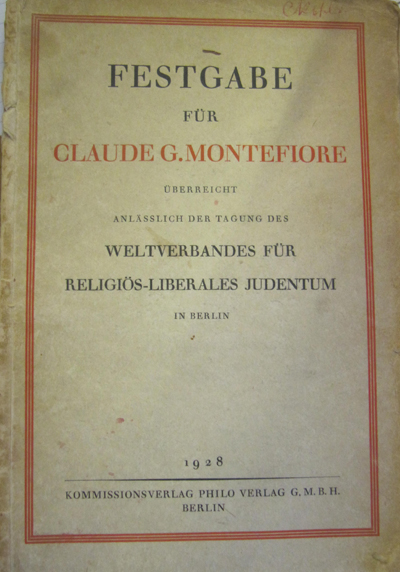 FESTGABE
FÜR
CLAUDE G. MONTEFIORE
ÜBERREICHT
ANLÄSSLICH DER TAGUNG DES
WELTVERBANDES FÜR
RELIGIÖS-LIBERALES JUDENTUM
IN BERLIN
1928
KOMMISSIONSVERLAG PHILO VERLAG G. M. B. H.
BERLIN